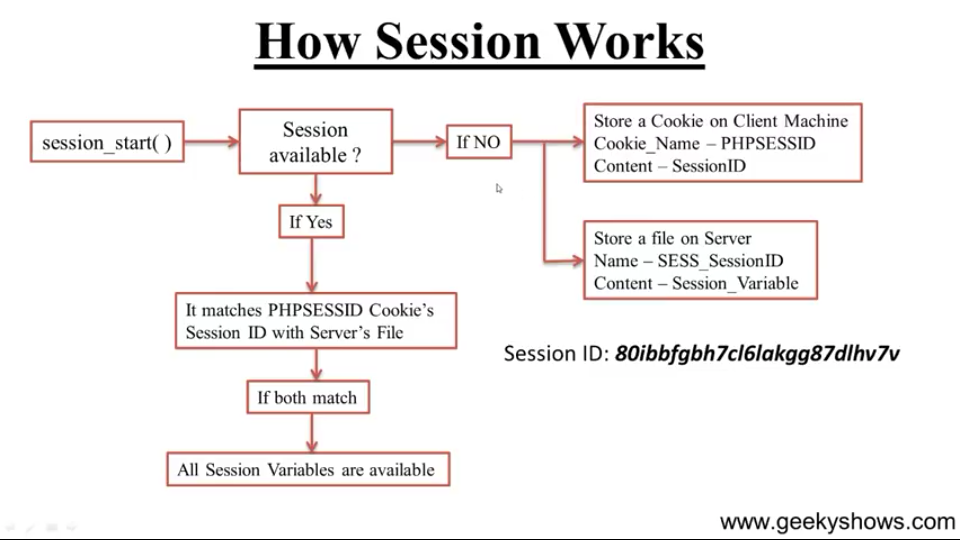 How Session Works
session_start( )
Session
available ?
If NO
Store a Cookie on Client Machine
Cookie_Name – PHPSESSID
Content – SessionID
If Yes
Store a file on Server
Name – SESS_SessionID
Content – Session_Variable
It matches PHPSESSID Cookie's
Session ID with Server's File
Session ID: 80ibbfgbh7cl6lakgg87dlhv7v
If both match
All Session Variables are available
www.geekyshows.com